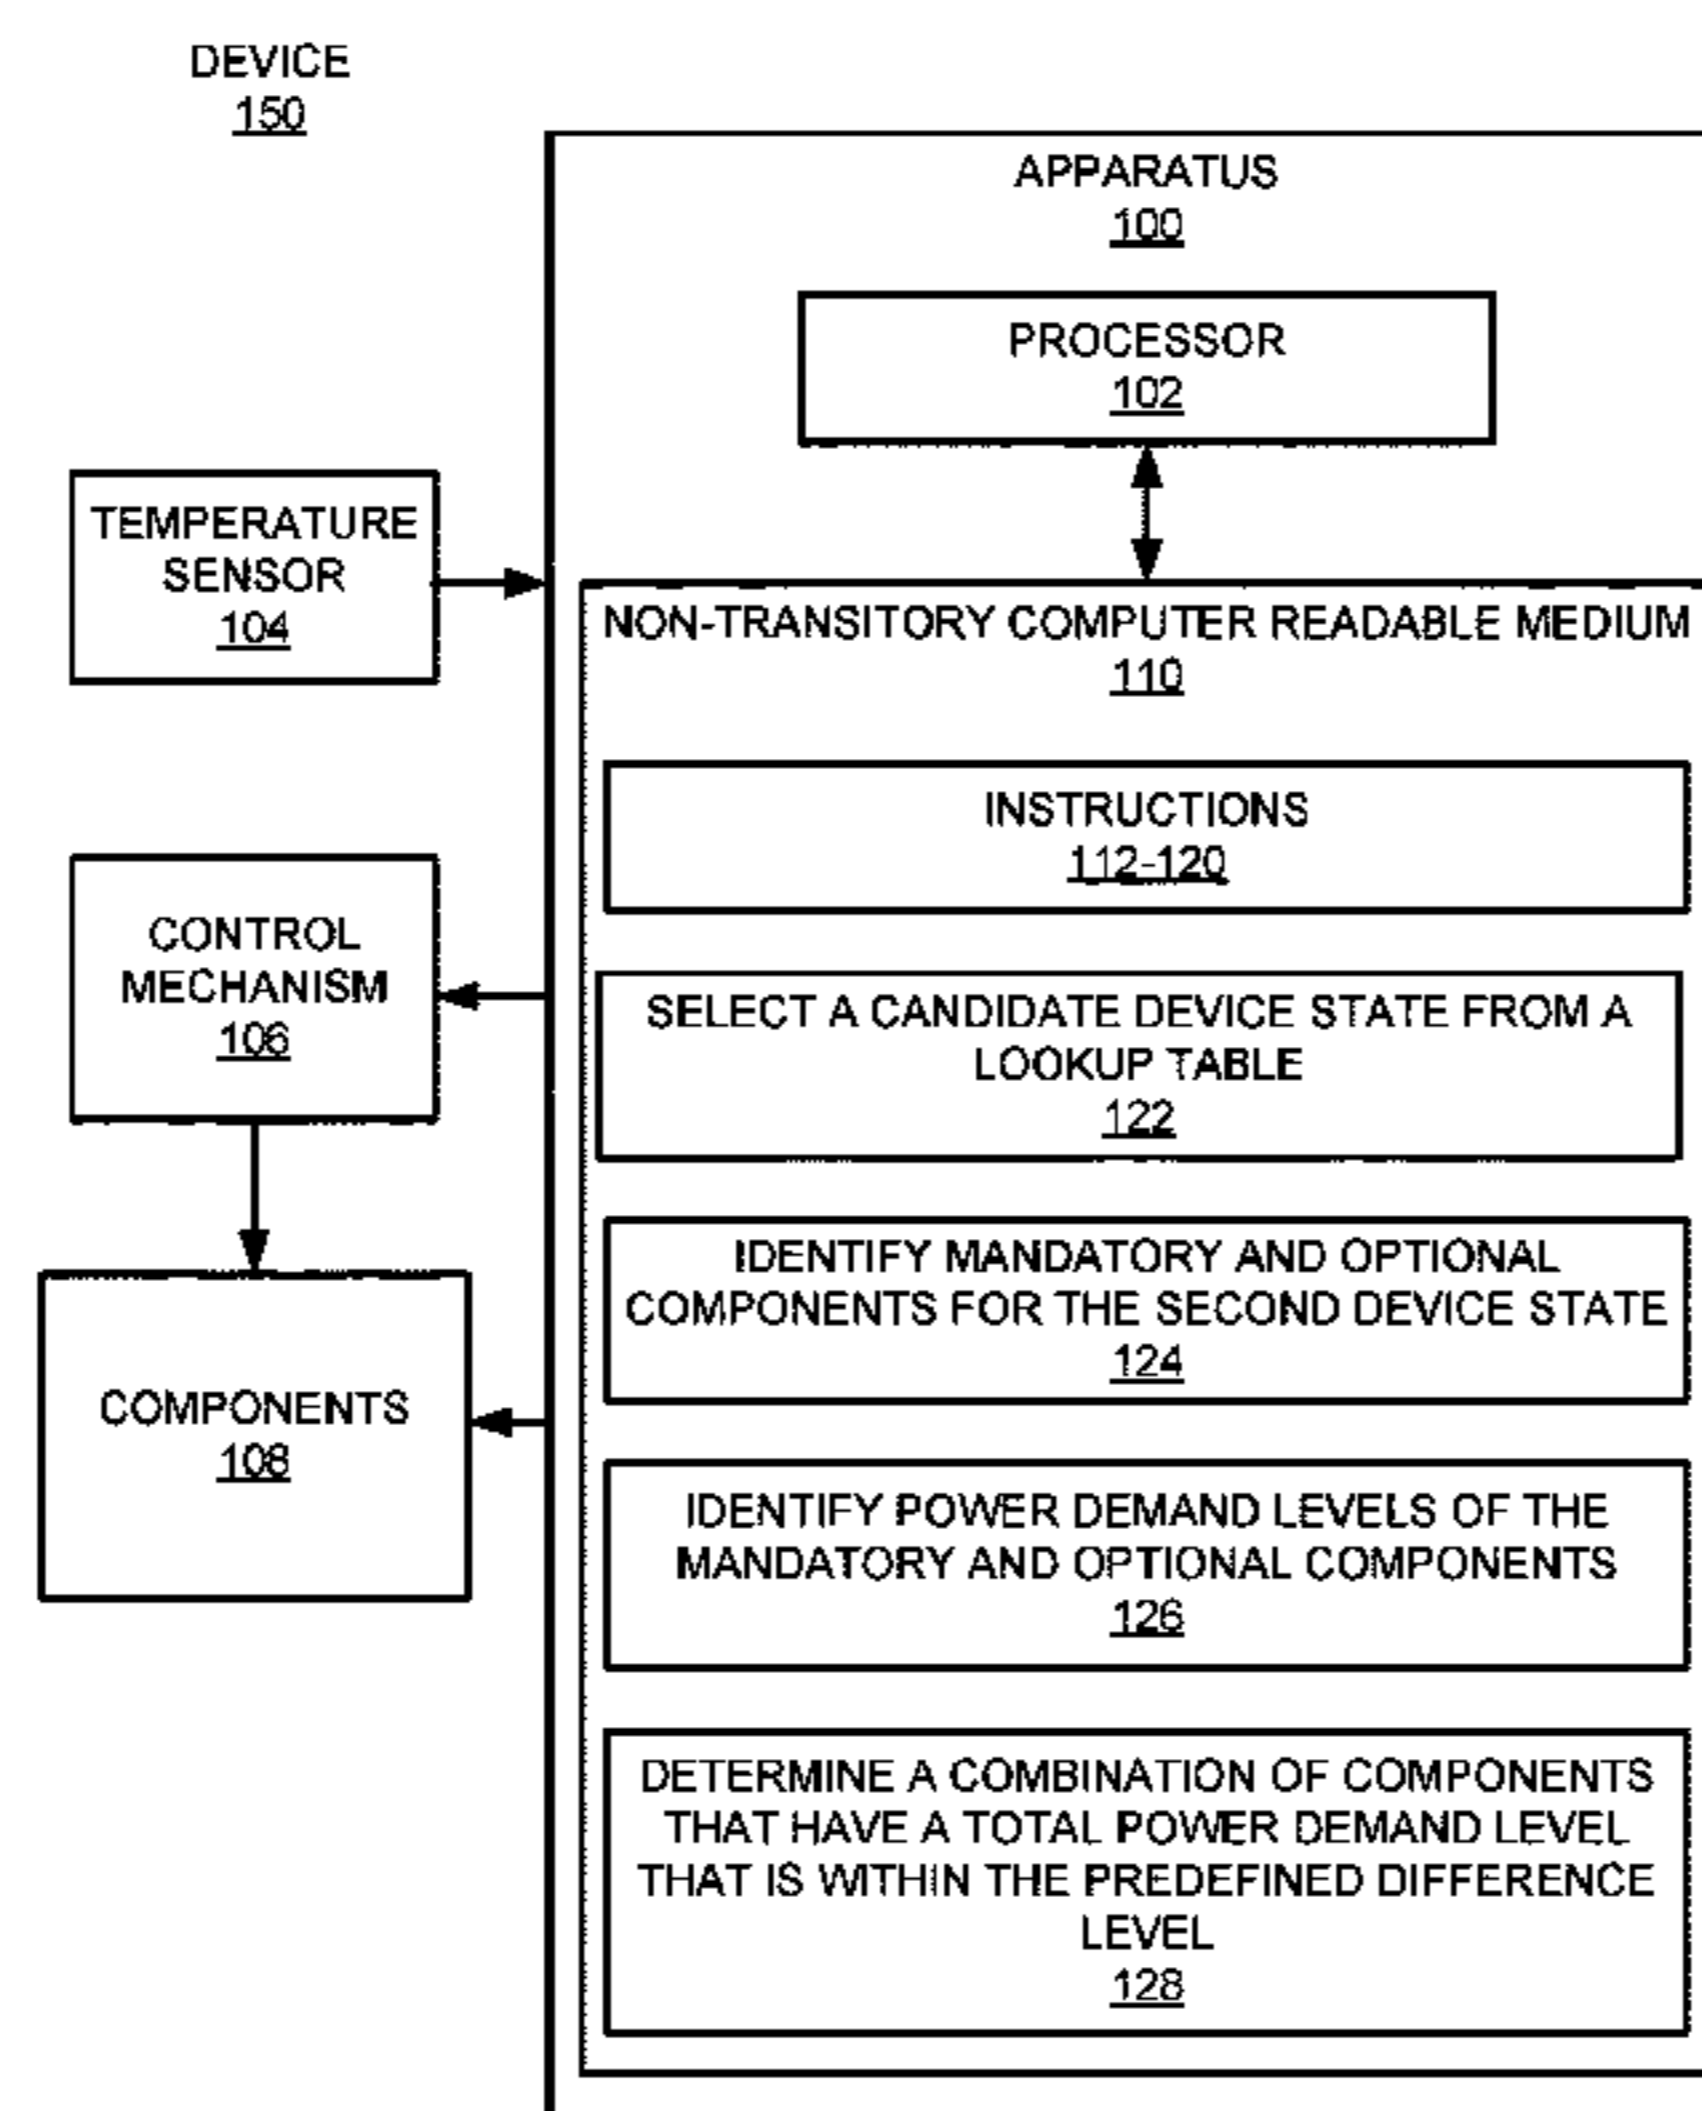 DEVICE
150
APPARATUS
100
PROCESSOR
102
TEMPERATURE
SENSOR
104
NON-TRANSITORY COMPUTER READABLE MEDIUM
110
INSTRUCTIONS
112-120
CONTROL
MECHANISM
106
SELECT A CANDIDATE DEVICE STATE FROM A
LOOKUP TABLE
122
IDENTIFY MANDATORY AND OPTIONAL
COMPONENTS FOR THE SECOND DEVICE STATE
124
COMPONENTS
108
IDENTIFY POWER DEMAND LEVELS OF THE
MANDATORY AND OPTIONAL COMPONENTS
126
DETERMINE A COMBINATION OF COMPONENTS
THAT HAVE A TOTAL POWER DEMAND LEVEL
THAT IS WITHIN THE PREDEFINED DIFFERENCE
LEVEL
128